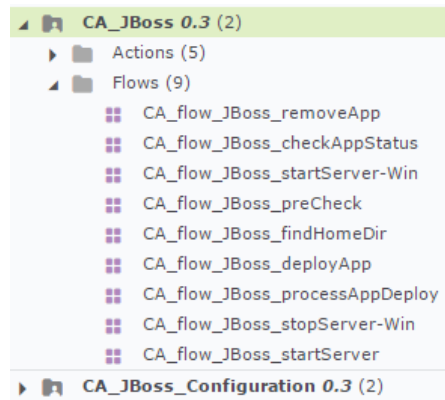 CA_JBoss 0.3 (2)
Actions (5)
Flows (9)
CA_flow_JBoss_removeApp
CA_flow_JBoss_checkAppStatus
CA_flow_JBoss_startServer-Win
CA_flow_JBoss_preCheck
CA_flow_JBoss_findHomeDir
CA_flow_JBoss_deployApp
CA_flow_JBoss_processAppDeploy
CA_flow_JBoss_stopServer-Win
CA_flow_JBoss_startServer
CA_JBoss_Configuration 0.3 (2)